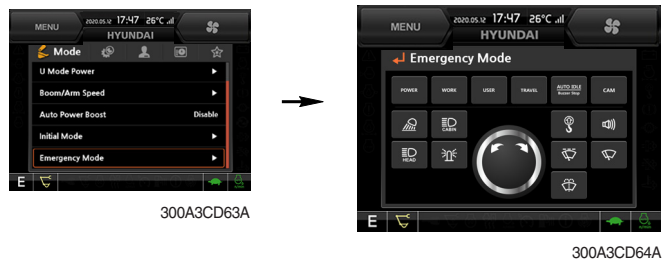 MENU
2020.05.12 17:47 26°C
HYUNDAI
Mode
U Mode Power
Boom/Arm Speed
Auto Power Boost Disable
Initial Mode
Emergency Mode
E
300A3CD63A
MENU
2020.05.12 17:47 26°C
HYUNDAI
Emergency Mode
POWER WORK USER TRAVEL AUTO IDLE CAM
Buzzer Stop
CABIN
HEAD
E
300A3CD64A